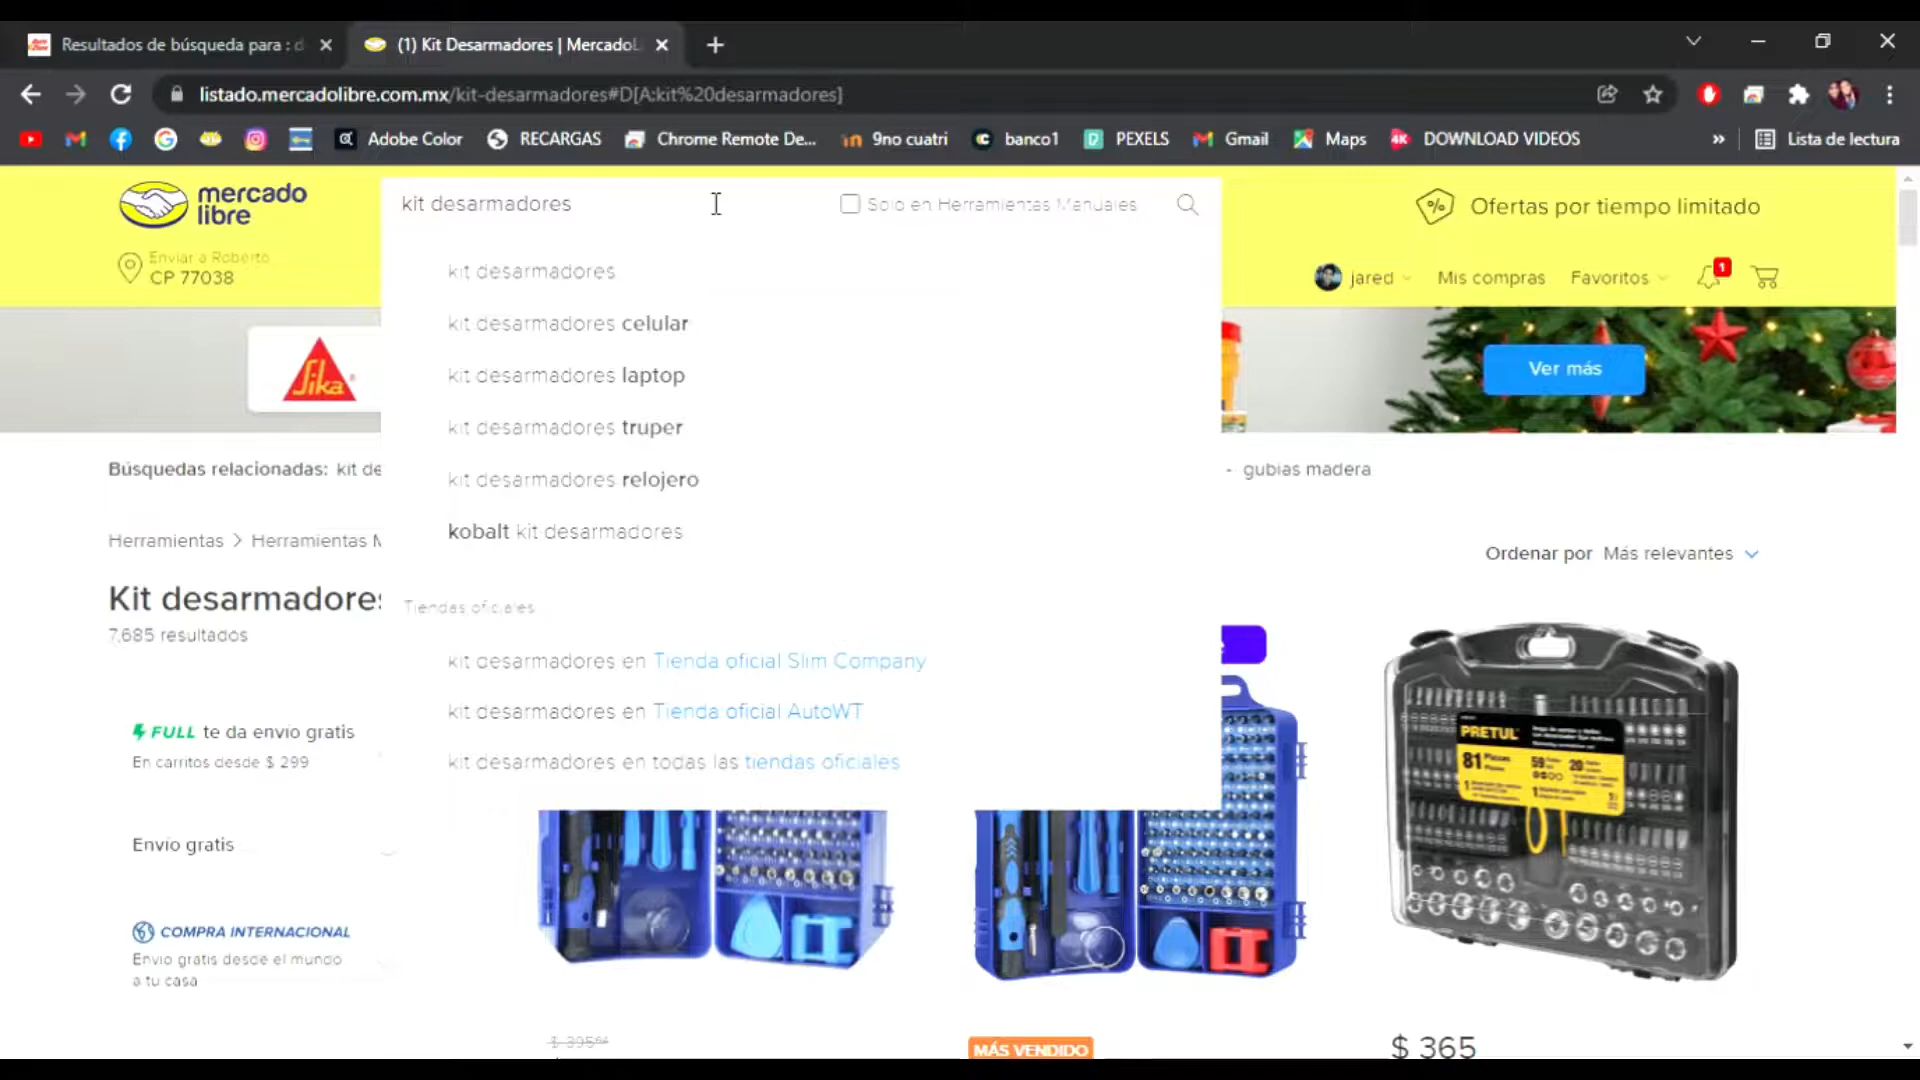 Resultados de búsqueda para : d
(1) Kit Desarmadores | MercadoL
listado.mercadolibre.com.mx/kit-desarmadores#D[A:kit%20desarmadores]
Adobe Color
RECARGAS
Chrome Remote De...
9no cuatri
banco1
PEXELS
Gmail
Maps
DOWNLOAD VIDEOS
»
Lista de lectura
mercado
libre
kit desarmadores
Solo en Herramientas Manuales
Ofertas por tiempo limitado
Enviar a Roberto
CP 77038
jared
Mis compras
Favoritos
1
kit desarmadores
kit desarmadores celular
kit desarmadores laptop
kit desarmadores truper
kit desarmadores relojero
kobalt kit desarmadores
Sika
Ver más
Búsquedas relacionadas: kit de
- gubias madera
Herramientas > Herramientas M
Ordenar por Más relevantes
Kit desarmadores
7,685 resultados
Tiendas oficiales
kit desarmadores en Tienda oficial Slim Company
kit desarmadores en Tienda oficial AutoWT
kit desarmadores en todas las tiendas oficiales
FULL te da envío gratis
En carritos desde $ 299
Envío gratis
COMPRA INTERNACIONAL
Envío gratis desde el mundo
a tu casa
PRETUL
81 Piezas
59
20
$ 395
MÁS VENDIDO
$ 365